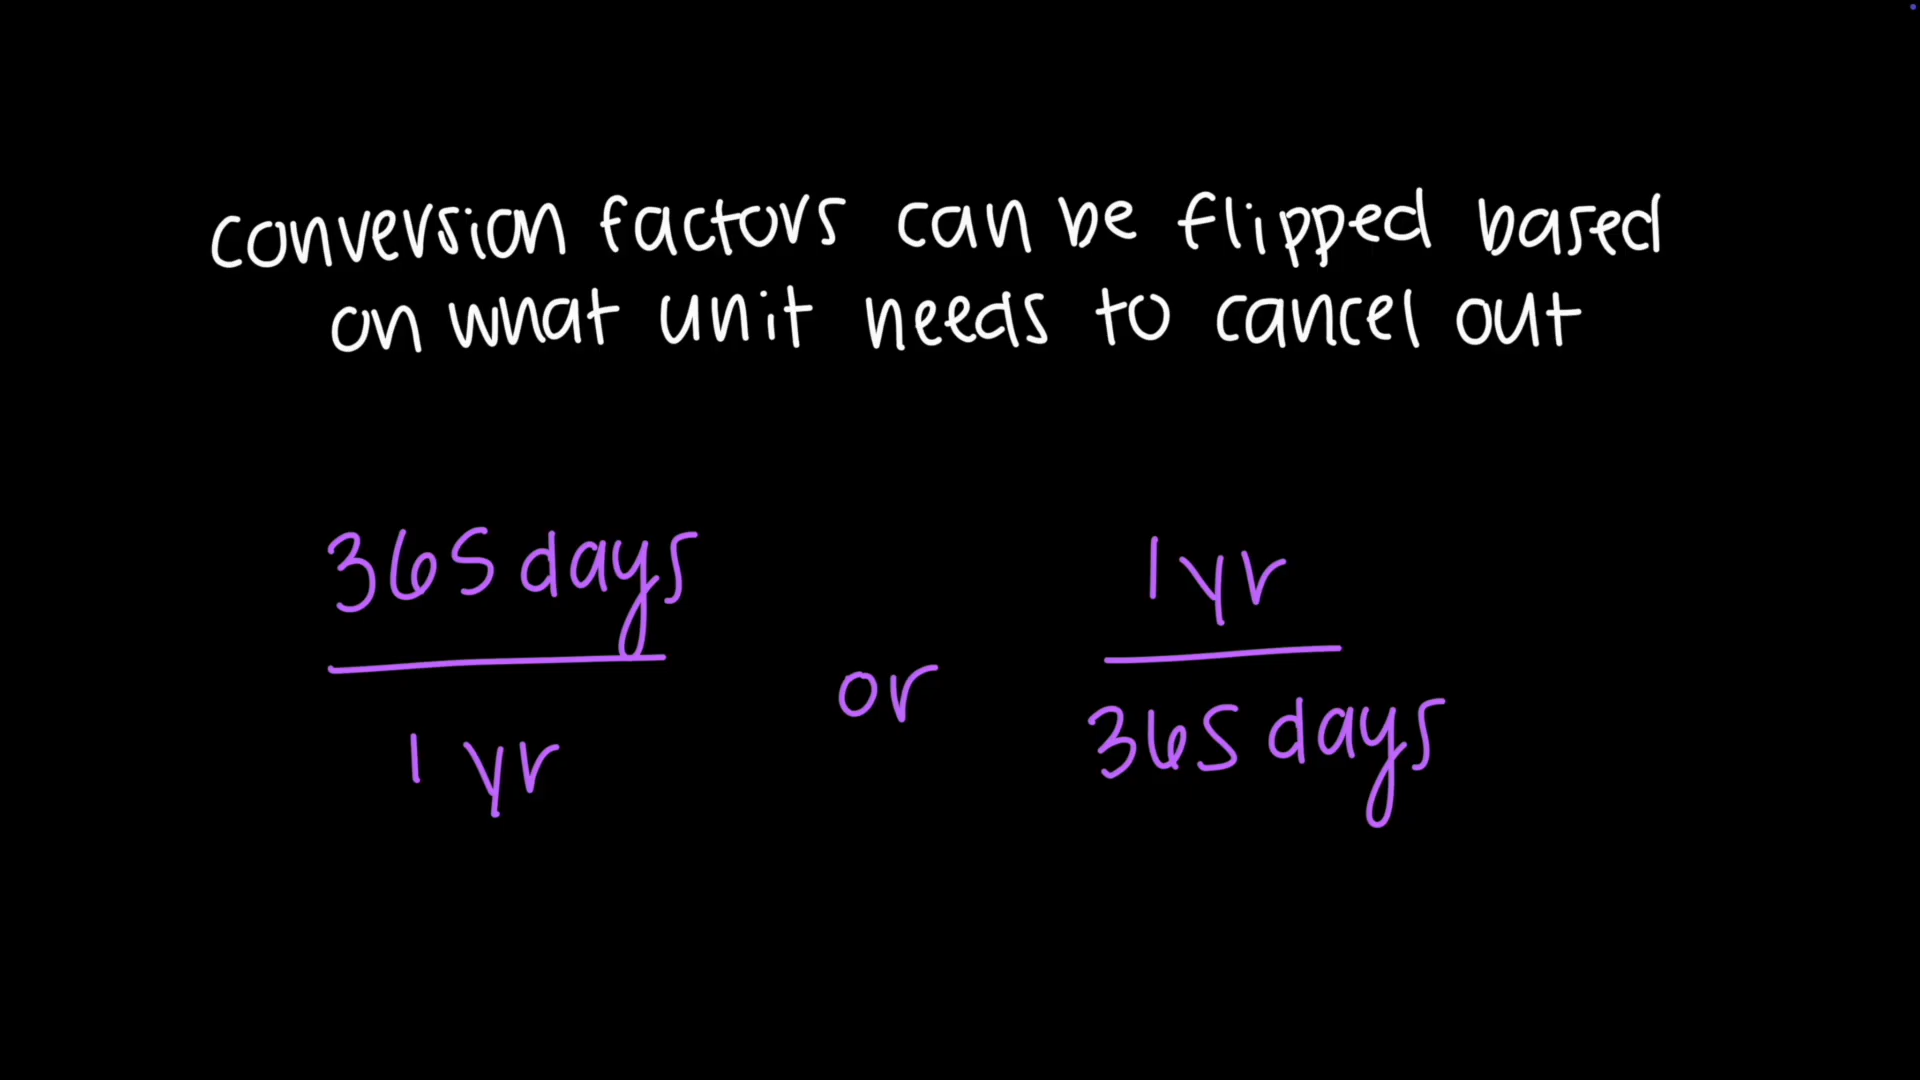 conversion factors can be flipped based
on what unit needs to cancel out
365 days
1 yr
or
1 yr
365 days